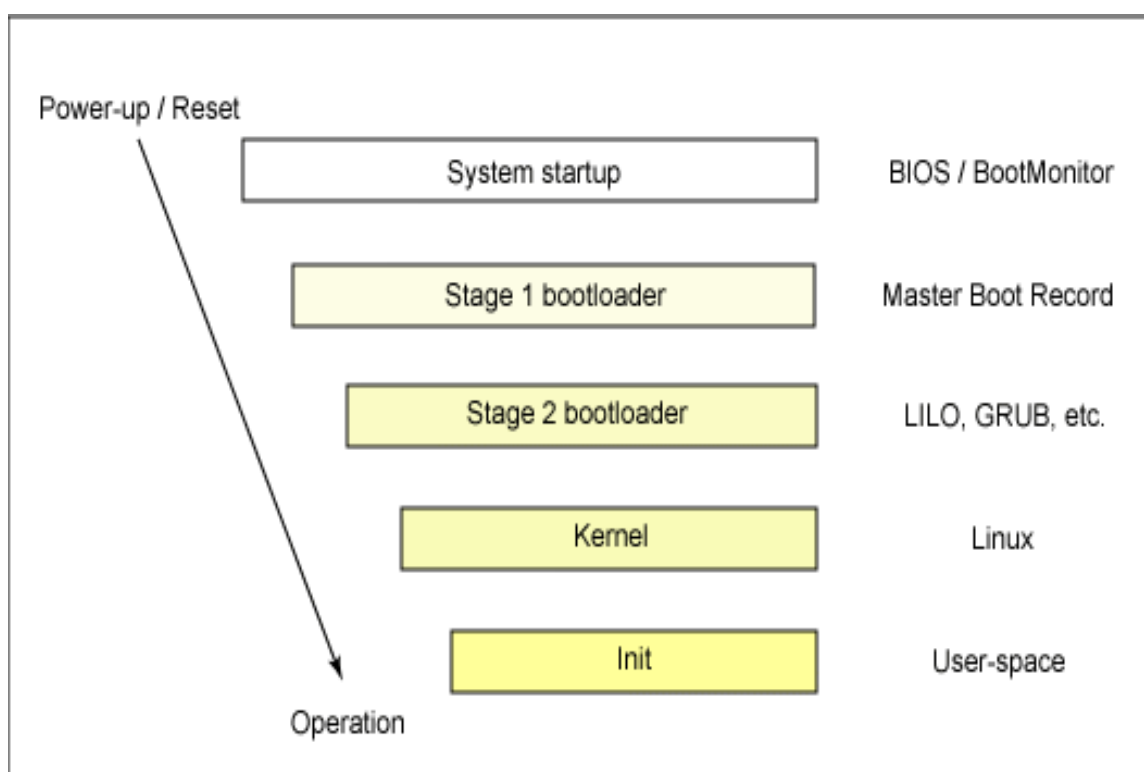 Power-up / Reset
System startup
BIOS / BootMonitor
Stage 1 bootloader
Master Boot Record
Stage 2 bootloader
LILO, GRUB, etc.
Kernel
Linux
Init
User-space
Operation